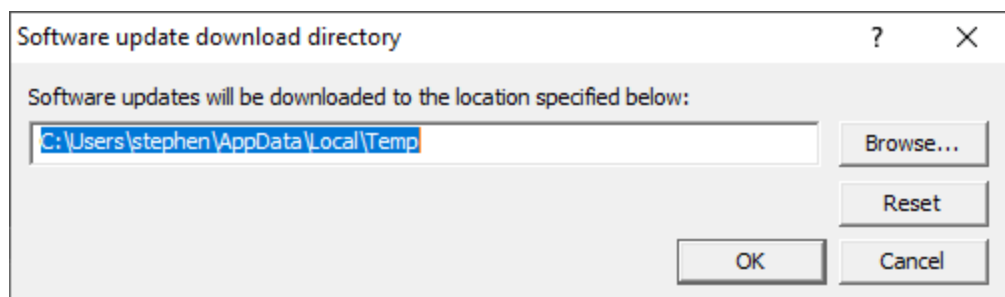 Software update download directory ?
Software updates will be downloaded to the location specified below:
C:\Users\stephen\AppData\Local\Temp
Browse...
Reset
OK
Cancel